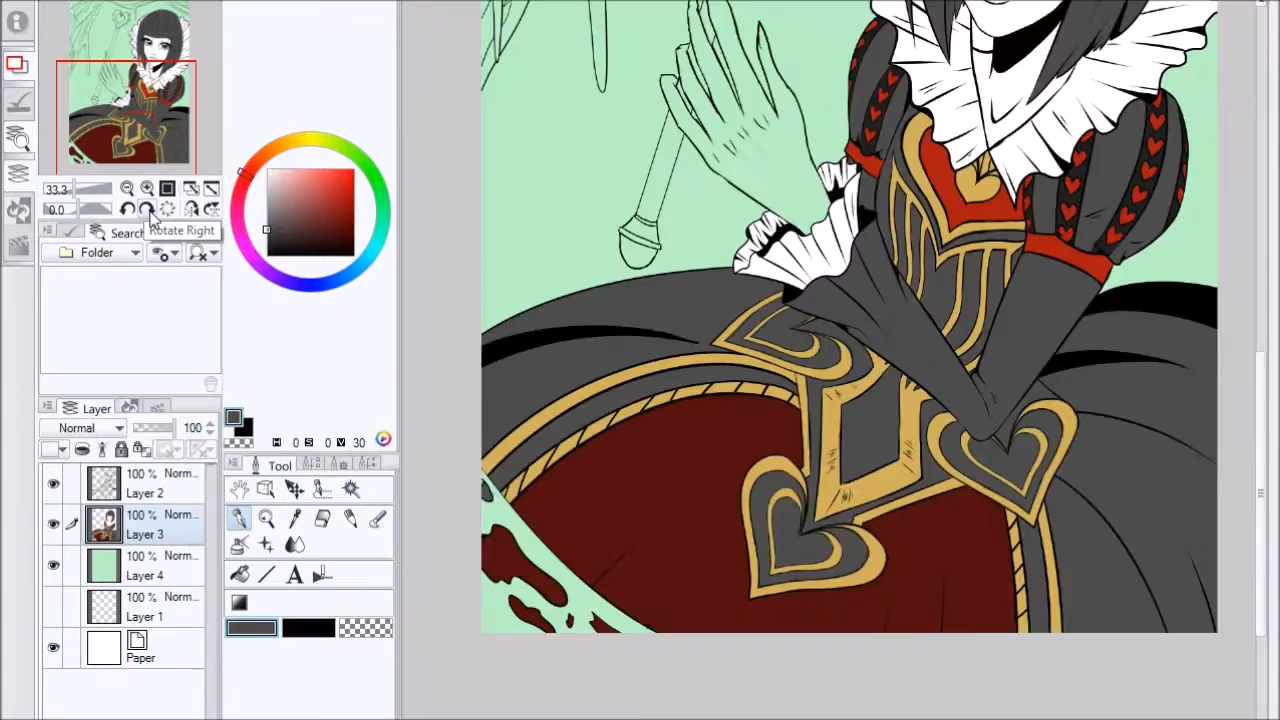 33.3
0.0
Rotate Right
Search
Folder
Layer
Normal
100
100 % Norm...
Layer 2
100 % Norm...
Layer 3
100 % Norm...
Layer 4
100 % Norm...
Layer 1
Paper
H 0 S 0 V 30
Tool
A